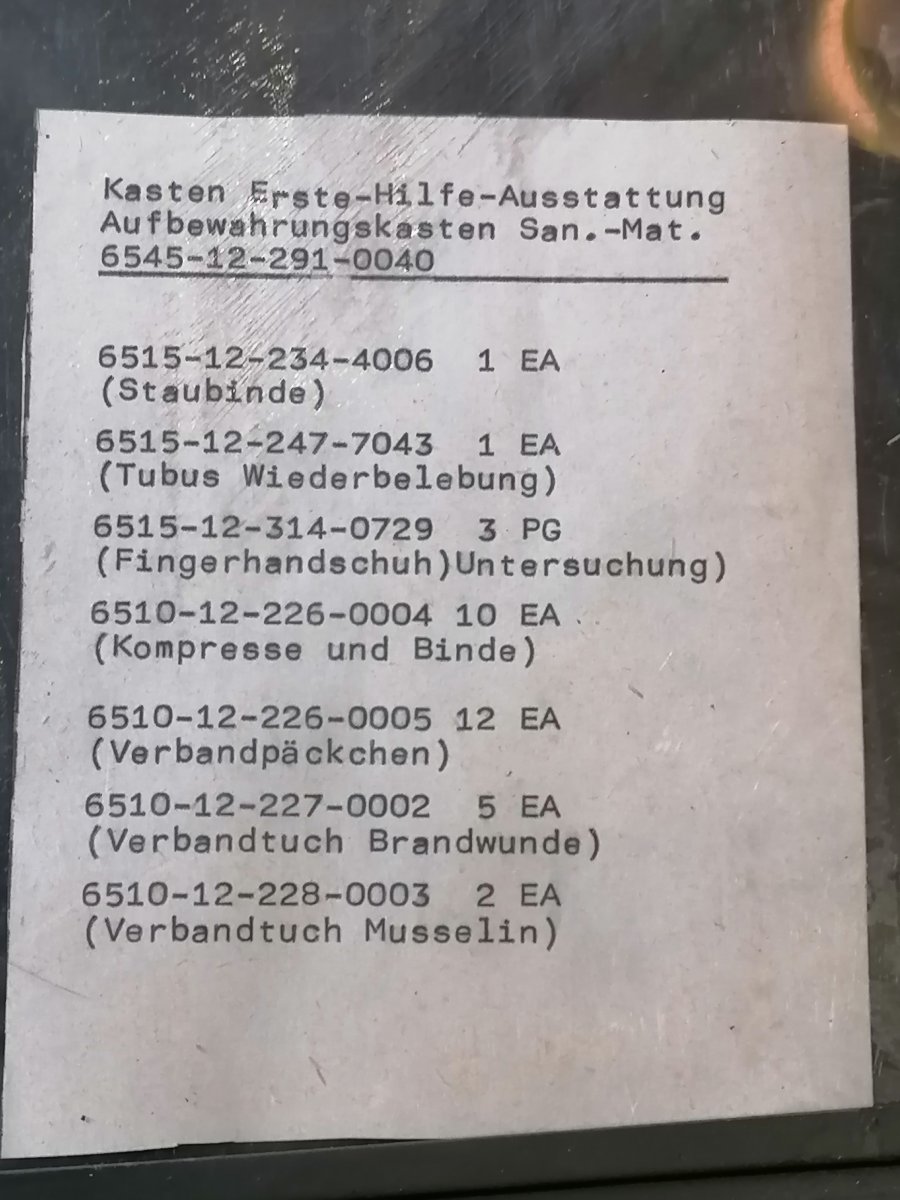 Kasten Erste-Hilfe-Ausstattung
Aufbewahrungskasten San.-Mat.
6545-12-291-0040
6515-12-234-4006 1 EA
(Staubinde)
6515-12-247-7043 1 EA
(Tubus Wiederbelebung)
6515-12-314-0729 3 PG
(Fingerhandschuh)Untersuchung)
6510-12-226-0004 10 EA
(Kompresse und Binde)
6510-12-226-0005 12 EA
(Verbandpäckchen)
6510-12-227-0002 5 EA
(Verbandtuch Brandwunde)
6510-12-228-0003 2 EA
(Verbandtuch Musselin)